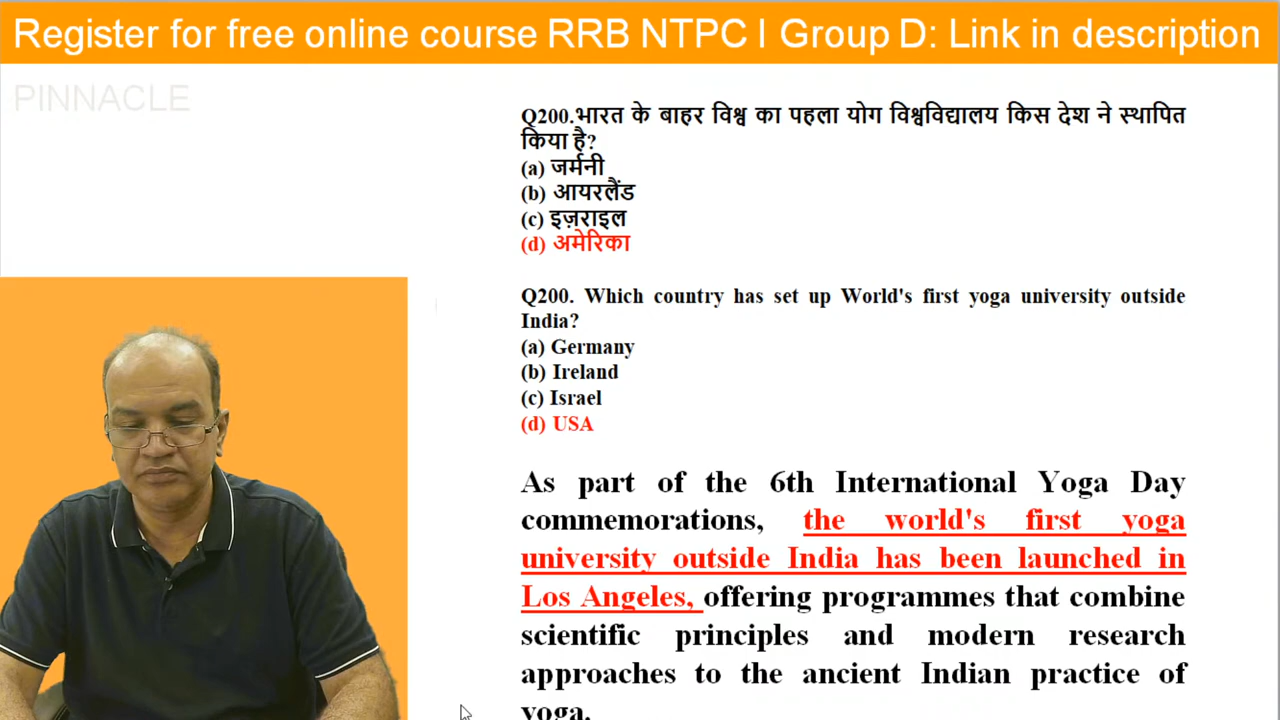 Register for free online course RRB NTPC I Group D: Link in description
PINNACLE
Q200.भारत के बाहर विश्व का पहला योग विश्वविद्यालय किस देश ने स्थापित
किया है?
(a) जर्मनी
(b) आयरलैंड
(c) इज़राइल
(d) अमेरिका
Q200. Which country has set up World's first yoga university outside
India?
(a) Germany
(b) Ireland
(c) Israel
(d) USA
As part of the 6th International Yoga Day
commemorations, the world's first yoga
university outside India has been launched in
Los Angeles, offering programmes that combine
scientific principles and modern research
approaches to the ancient Indian practice of
yoga.